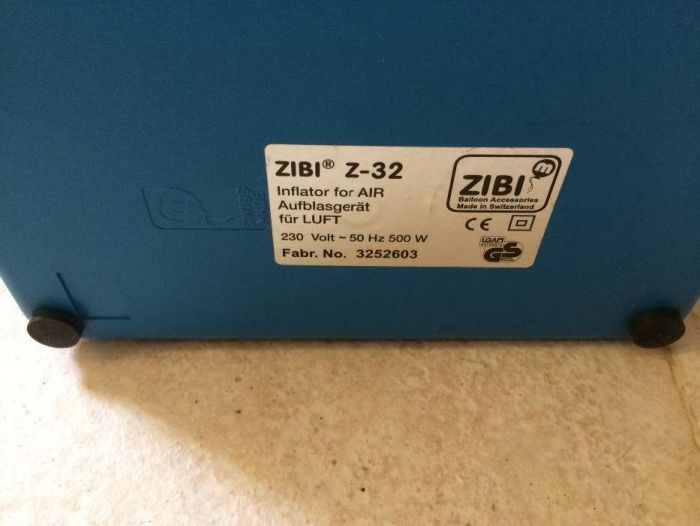 ZIBI® Z-32
Inflator for AIR
Aufblasgerät
für LUFT
230 Volt ~ 50 Hz 500 W
Fabr. No. 3252603
ZIBI
Balloon Accessories
Made in Switzerland
CE
GS